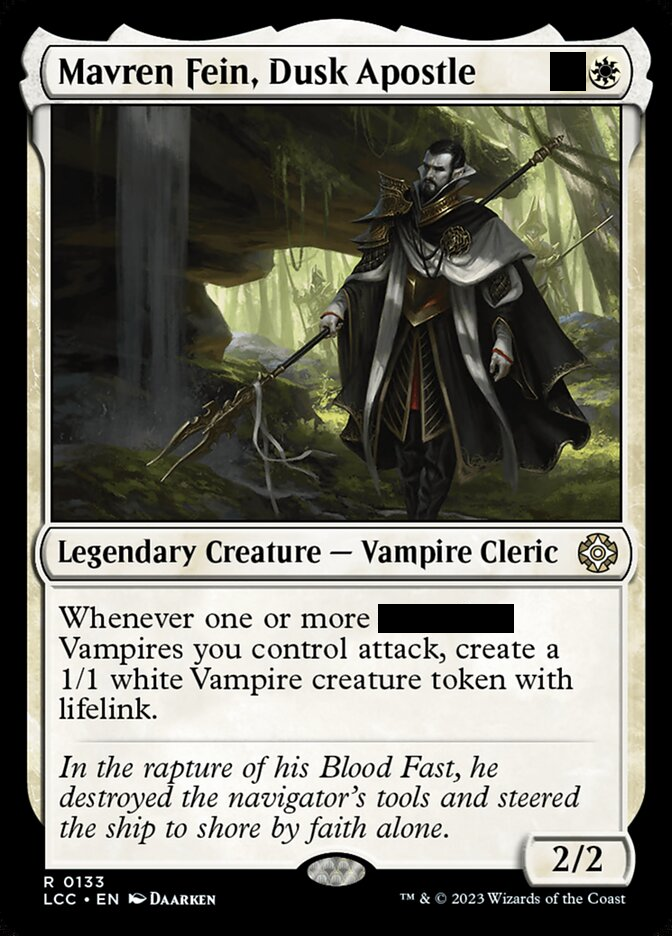 Mavren Fein, Dusk Apostle
Legendary Creature — Vampire Cleric
Whenever one or more
Vampires you control attack, create a
1/1 white Vampire creature token with
lifelink.
In the rapture of his Blood Fast, he
destroyed the navigator's tools and steered
the ship to shore by faith alone.
2/2
R 0133
LCC • EN Daarken
™ & © 2023 Wizards of the Coast